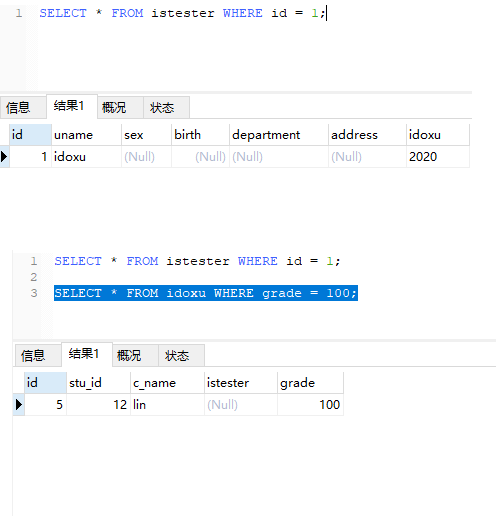 1 SELECT * FROM istester WHERE id = 1;
信息 结果1 概况 状态
id uname sex birth department address idoxu
1 idoxu (Null) (Null) (Null) (Null) 2020
1 SELECT * FROM istester WHERE id = 1;
2
3 SELECT * FROM idoxu WHERE grade = 100;
信息 结果1 概况 状态
id stu_id c_name istester grade
5 12 lin (Null) 100